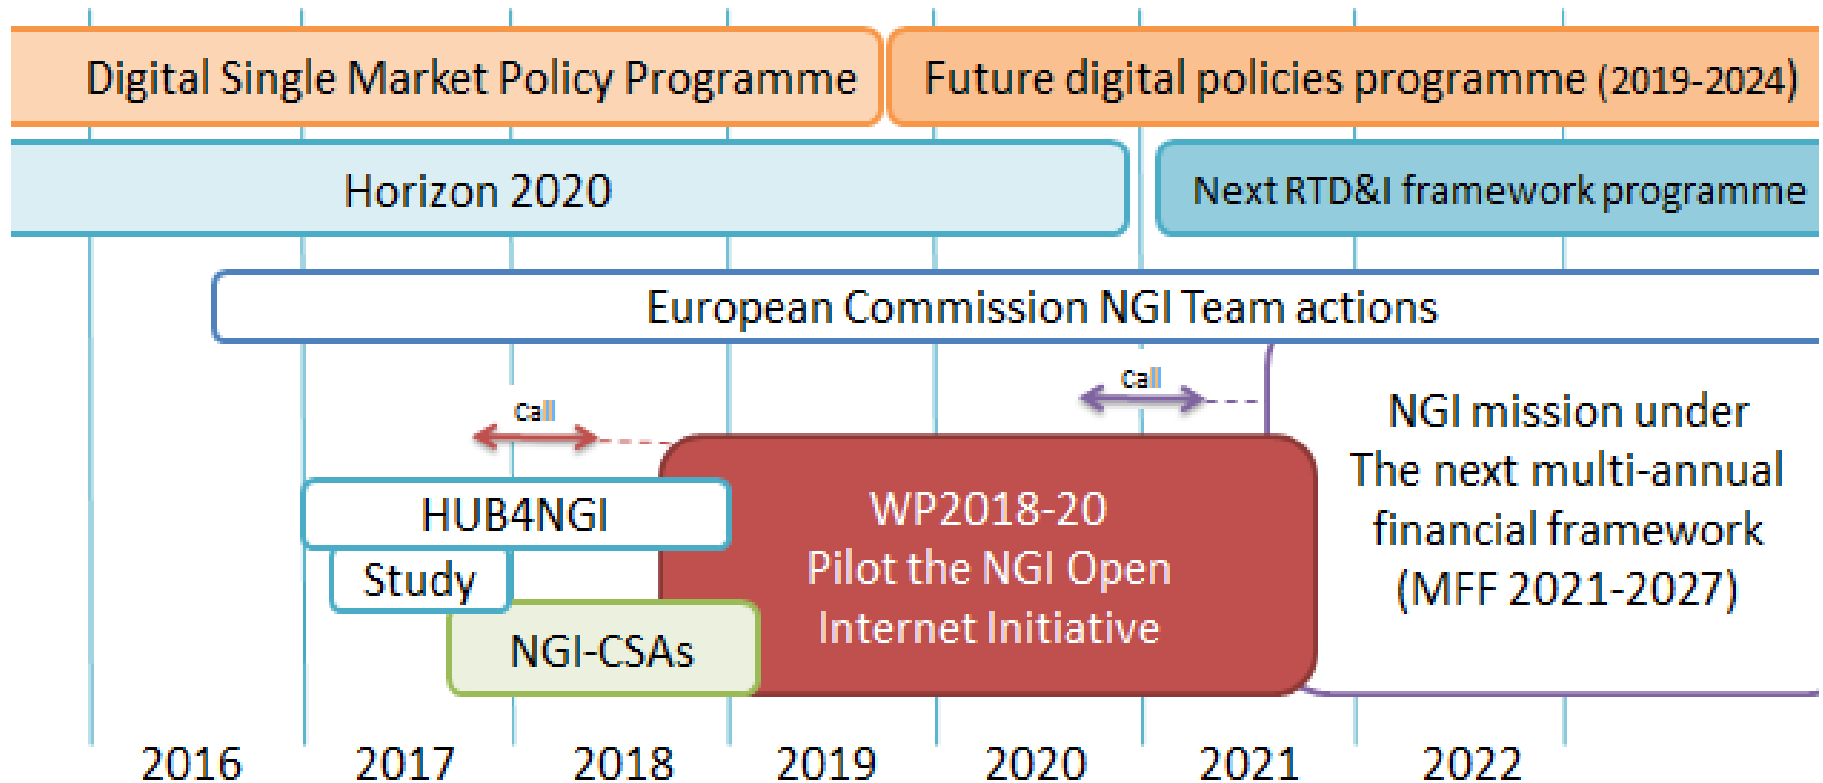 Digital Single Market Policy Programme
Future digital policies programme (2019-2024)
Horizon 2020
Next RTD&I framework programme
European Commission NGI Team actions
call
call
NGI mission under
The next multi-annual
financial framework
(MFF 2021-2027)
HUB4NGI
WP2018-20
Pilot the NGI Open
Internet Initiative
Study
NGI-CSAs
2016
2017
2018
2019
2020
2021
2022